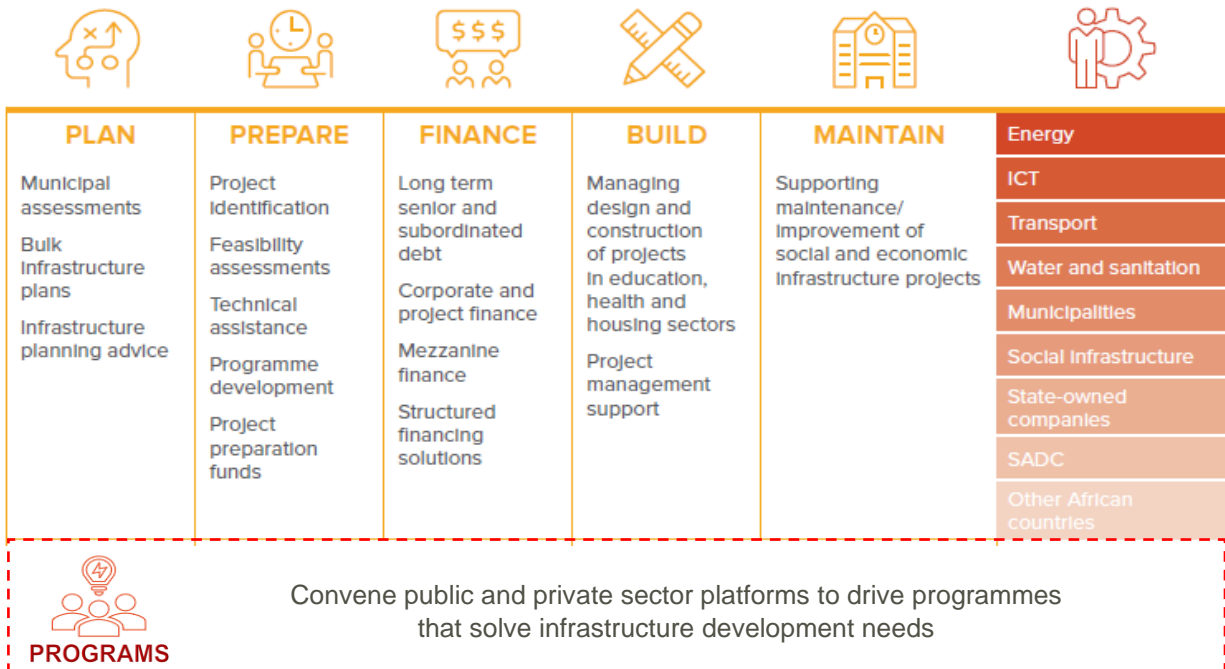 $$$
PLAN
Municipal
assessments
Bulk
infrastructure
plans
Infrastructure
planning advice
PREPARE
Project
identification
Feasibility
assessments
Technical
assistance
Programme
development
Project
preparation
funds
FINANCE
Long term
senior and
subordinated
debt
Corporate and
project finance
Mezzanine
finance
Structured
financing
solutions
BUILD
Managing
design and
construction
of projects
in education,
health and
housing sectors
Project
management
support
MAINTAIN
Supporting
maintenance/
improvement of
social and economic
infrastructure projects
Energy
ICT
Transport
Water and sanitation
Municipalities
Social infrastructure
State-owned
companies
SADC
Other African
countries
PROGRAMS
Convene public and private sector platforms to drive programmes
that solve infrastructure development needs